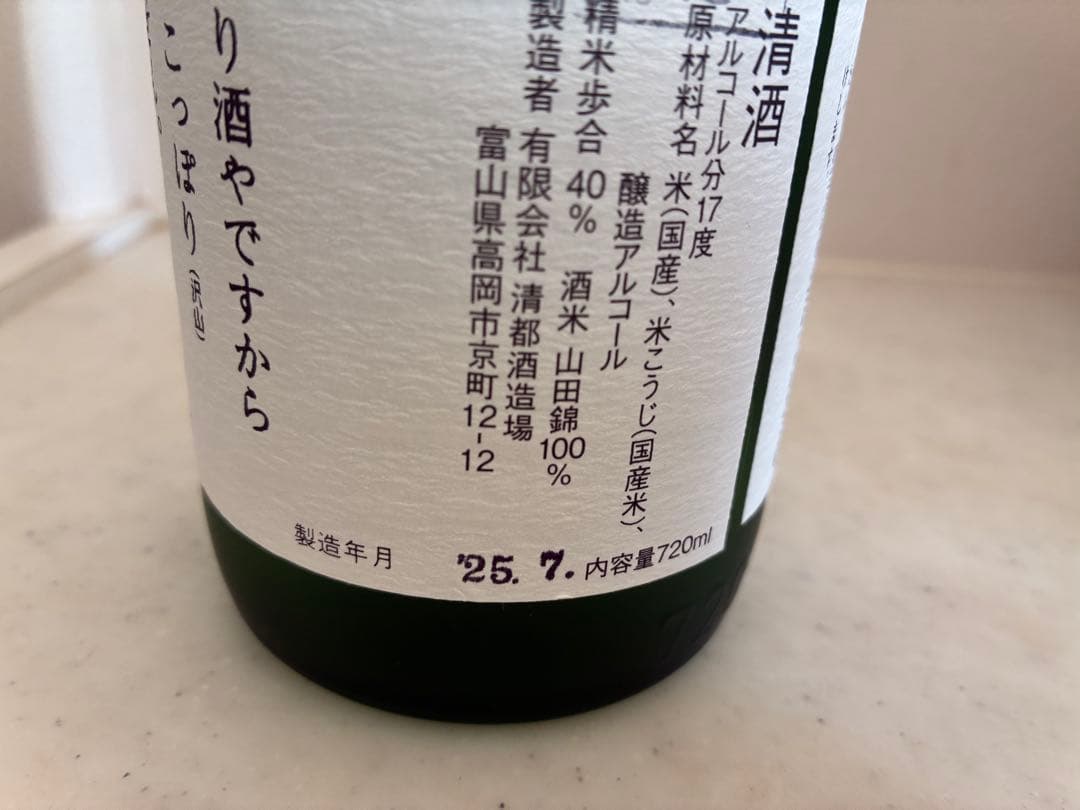 清酒
アルコール分17度
原材料名 米(国産)、米こうじ(国産米)、
醸造アルコール
精米歩合 40% 酒米 山田錦100%
製造者 有限会社 清都酒造場
富山県高岡市京町12-12
り酒やですから
こっぽり(沢山)
製造年月 '25. 7. 内容量720ml